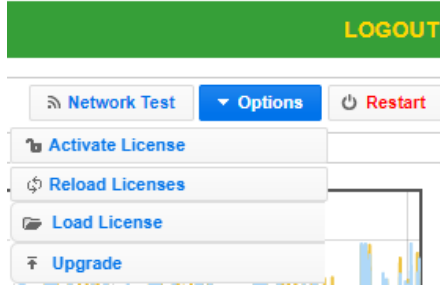 LOGOUT
Network Test Options Restart
Activate License
Reload Licenses
Load License
Upgrade